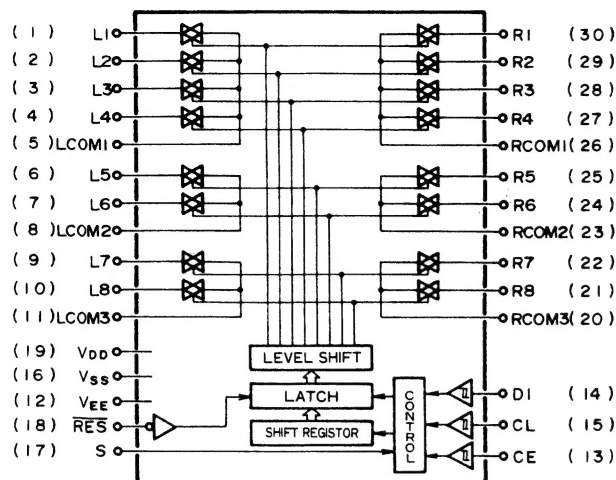 (1) L1 R1 (30)
(2) L2 R2 (29)
(3) L3 R3 (28)
(4) L4 R4 (27)
(5) LCOM1 RCOM1 (26)
(6) L5 R5 (25)
(7) L6 R6 (24)
(8) LCOM2 RCOM2 (23)
(9) L7 R7 (22)
(10) L8 R8 (21)
(11) LCOM3 RCOM3 (20)
(19) VDD LEVEL SHIFT
(16) VSS
(12) VEE LATCH DI (14)
(18) RES SHIFT REGISTOR CONTROL CL (15)
(17) S CE (13)